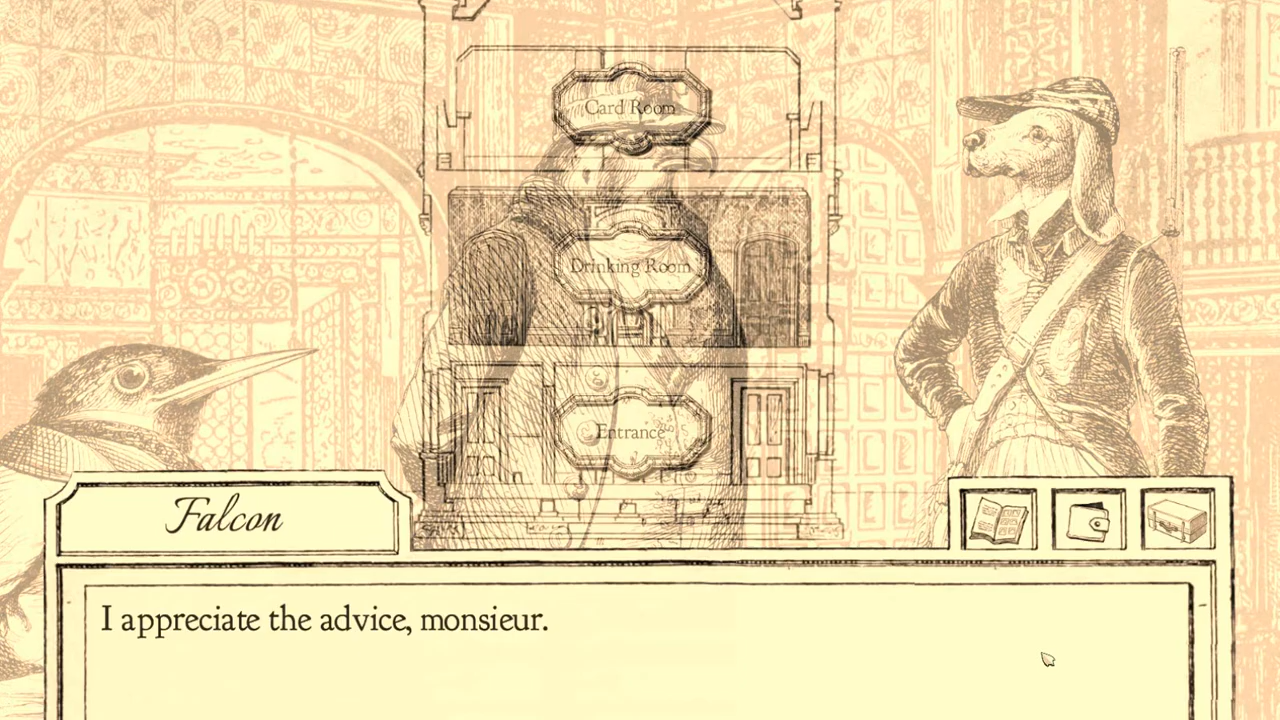 Card Room
Drinking Room
Entrance
Falcon
I appreciate the advice, monsieur.